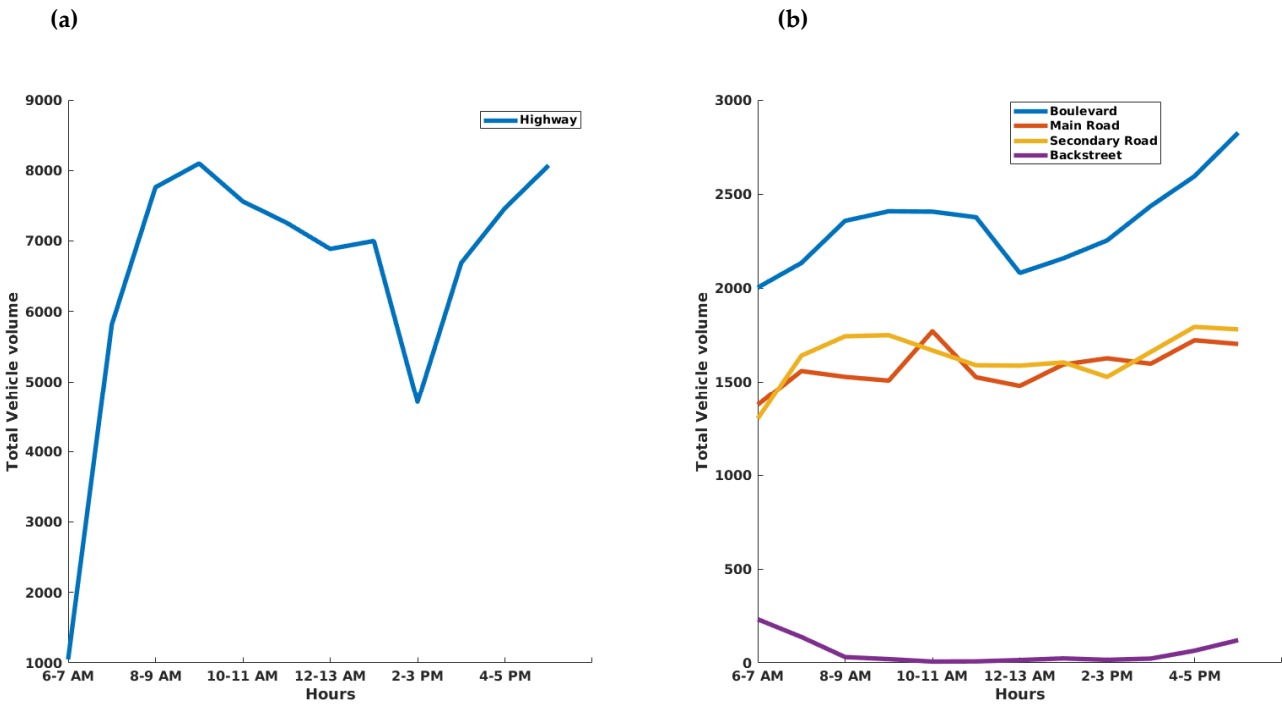 (a)
Highway
9000
8000
7000
6000
5000
4000
3000
2000
1000
Total Vehicle volume
6-7 AM 8-9 AM 10-11 AM 12-13 AM 2-3 PM 4-5 PM
Hours
(b)
Boulevard
Main Road
Secondary Road
Backstreet
3000
2500
2000
1500
1000
500
0
Total Vehicle volume
6-7 AM 8-9 AM 10-11 AM 12-13 AM 2-3 PM 4-5 PM
Hours